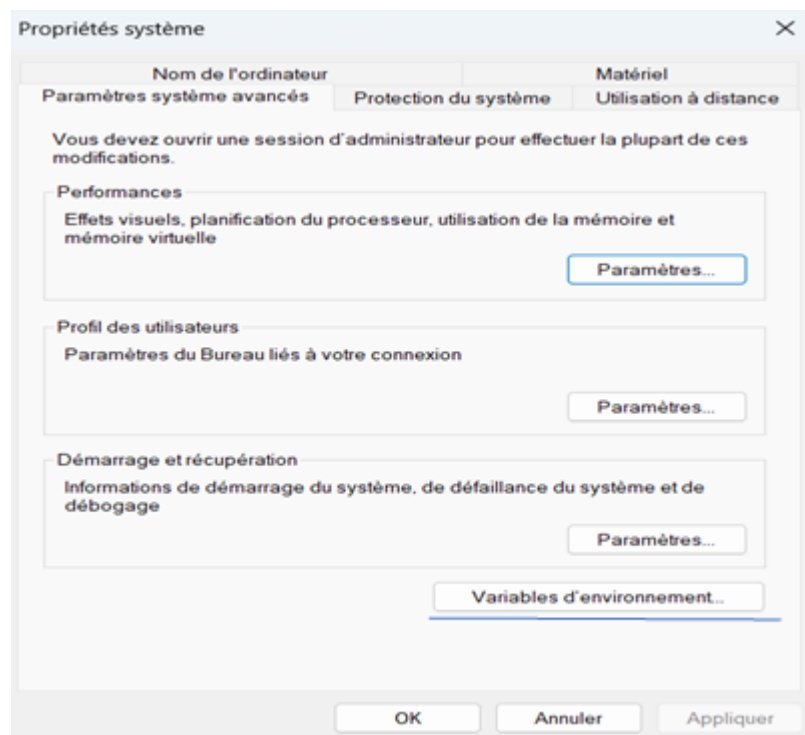 Propriétés système
Nom de l'ordinateur
Matériel
Paramètres système avancés
Protection du système
Utilisation à distance
Vous devez ouvrir une session d'administrateur pour effectuer la plupart de ces
modifications.
Performances
Effets visuels, planification du processeur, utilisation de la mémoire et
mémoire virtuelle
Paramètres...
Profil des utilisateurs
Paramètres du Bureau liés à votre connexion
Paramètres...
Démarrage et récupération
Informations de démarrage du système, de défaillance du système et de
débogage
Paramètres...
Variables d'environnement...
OK
Annuler
Appliquer